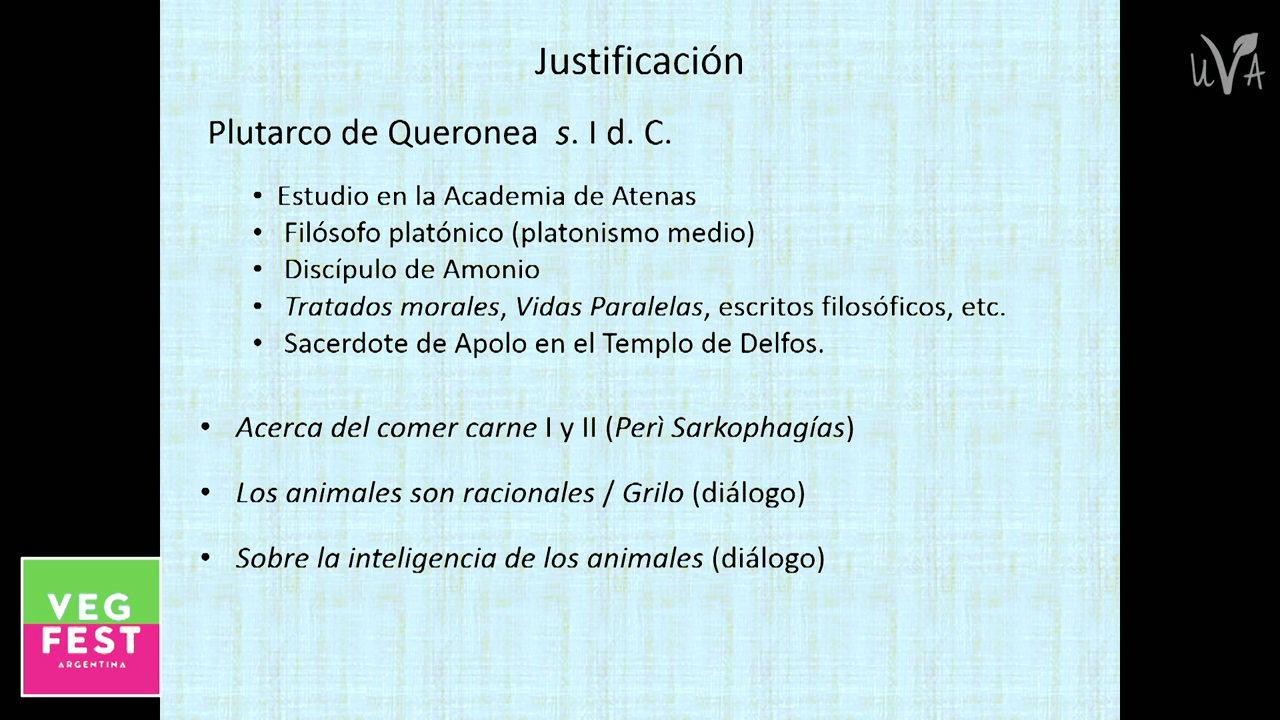 Justificación
UVA
Plutarco de Queronea s. I d. C.
• Estudio en la Academia de Atenas
• Filósofo platónico (platonismo medio)
• Discípulo de Amonio
• Tratados morales, Vidas Paralelas, escritos filosóficos, etc.
• Sacerdote de Apolo en el Templo de Delfos.
• Acerca del comer carne I y II (Perì Sarkophagías)
• Los animales son racionales / Grilo (diálogo)
• Sobre la inteligencia de los animales (diálogo)
VEG
FEST
ARGENTINA